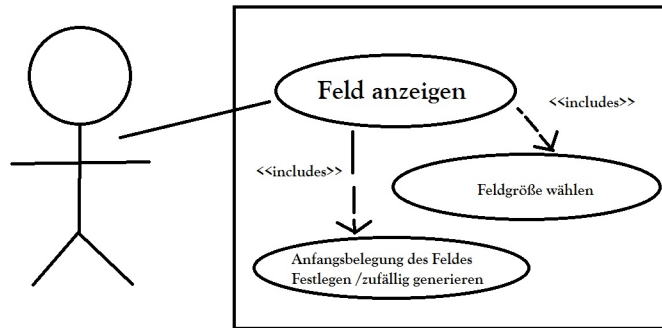 Feld anzeigen
<<includes>>
<<includes>>
Feldgröße wählen
Anfangsbelegung des Feldes
Festlegen /zufällig generieren